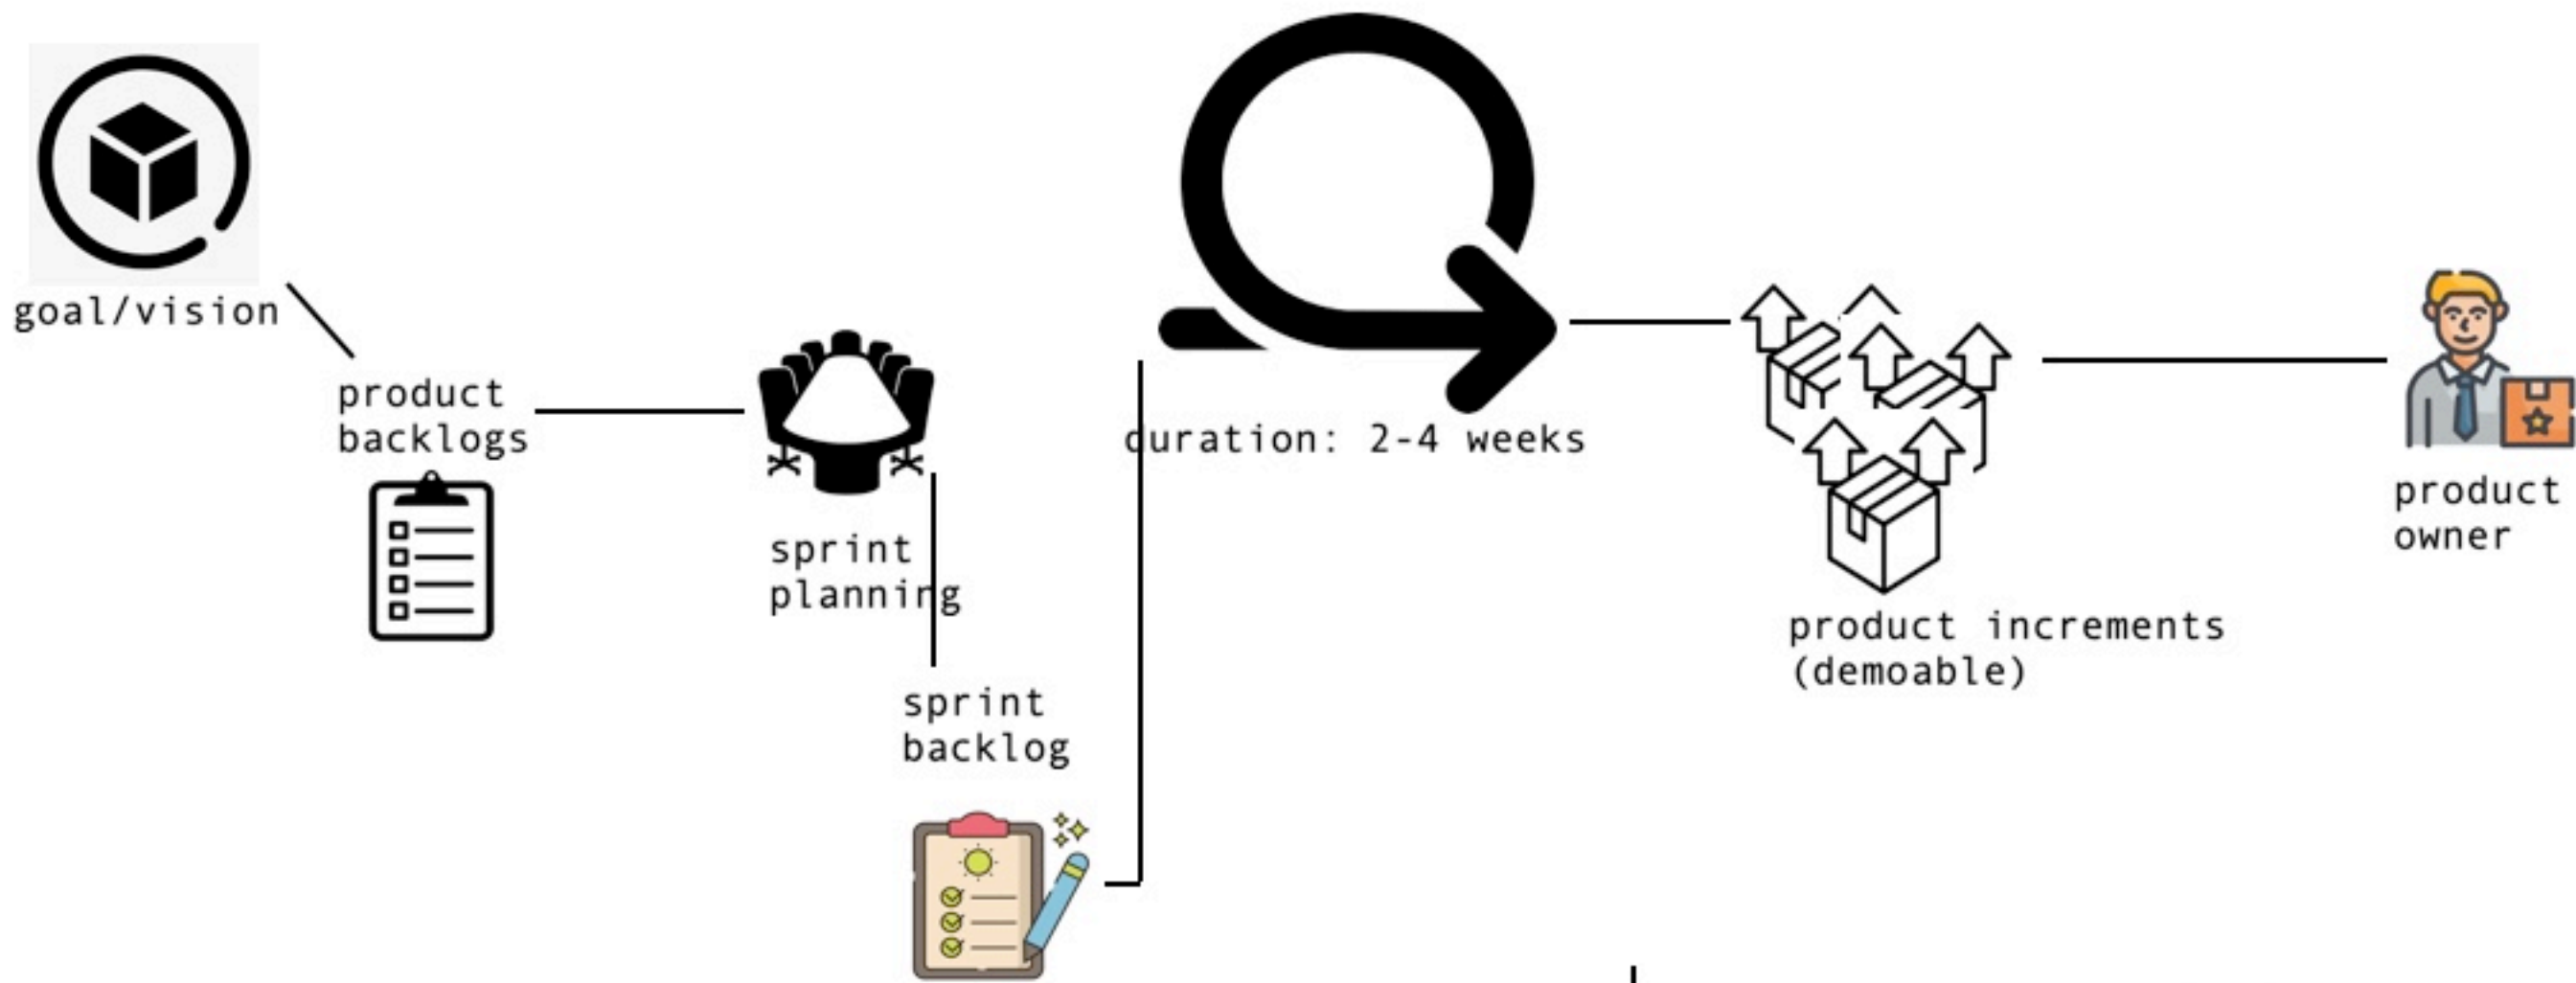 goal/vision
product
backlogs
sprint
planning
sprint
backlog
duration: 2-4 weeks
product increments
(demoable)
product
owner